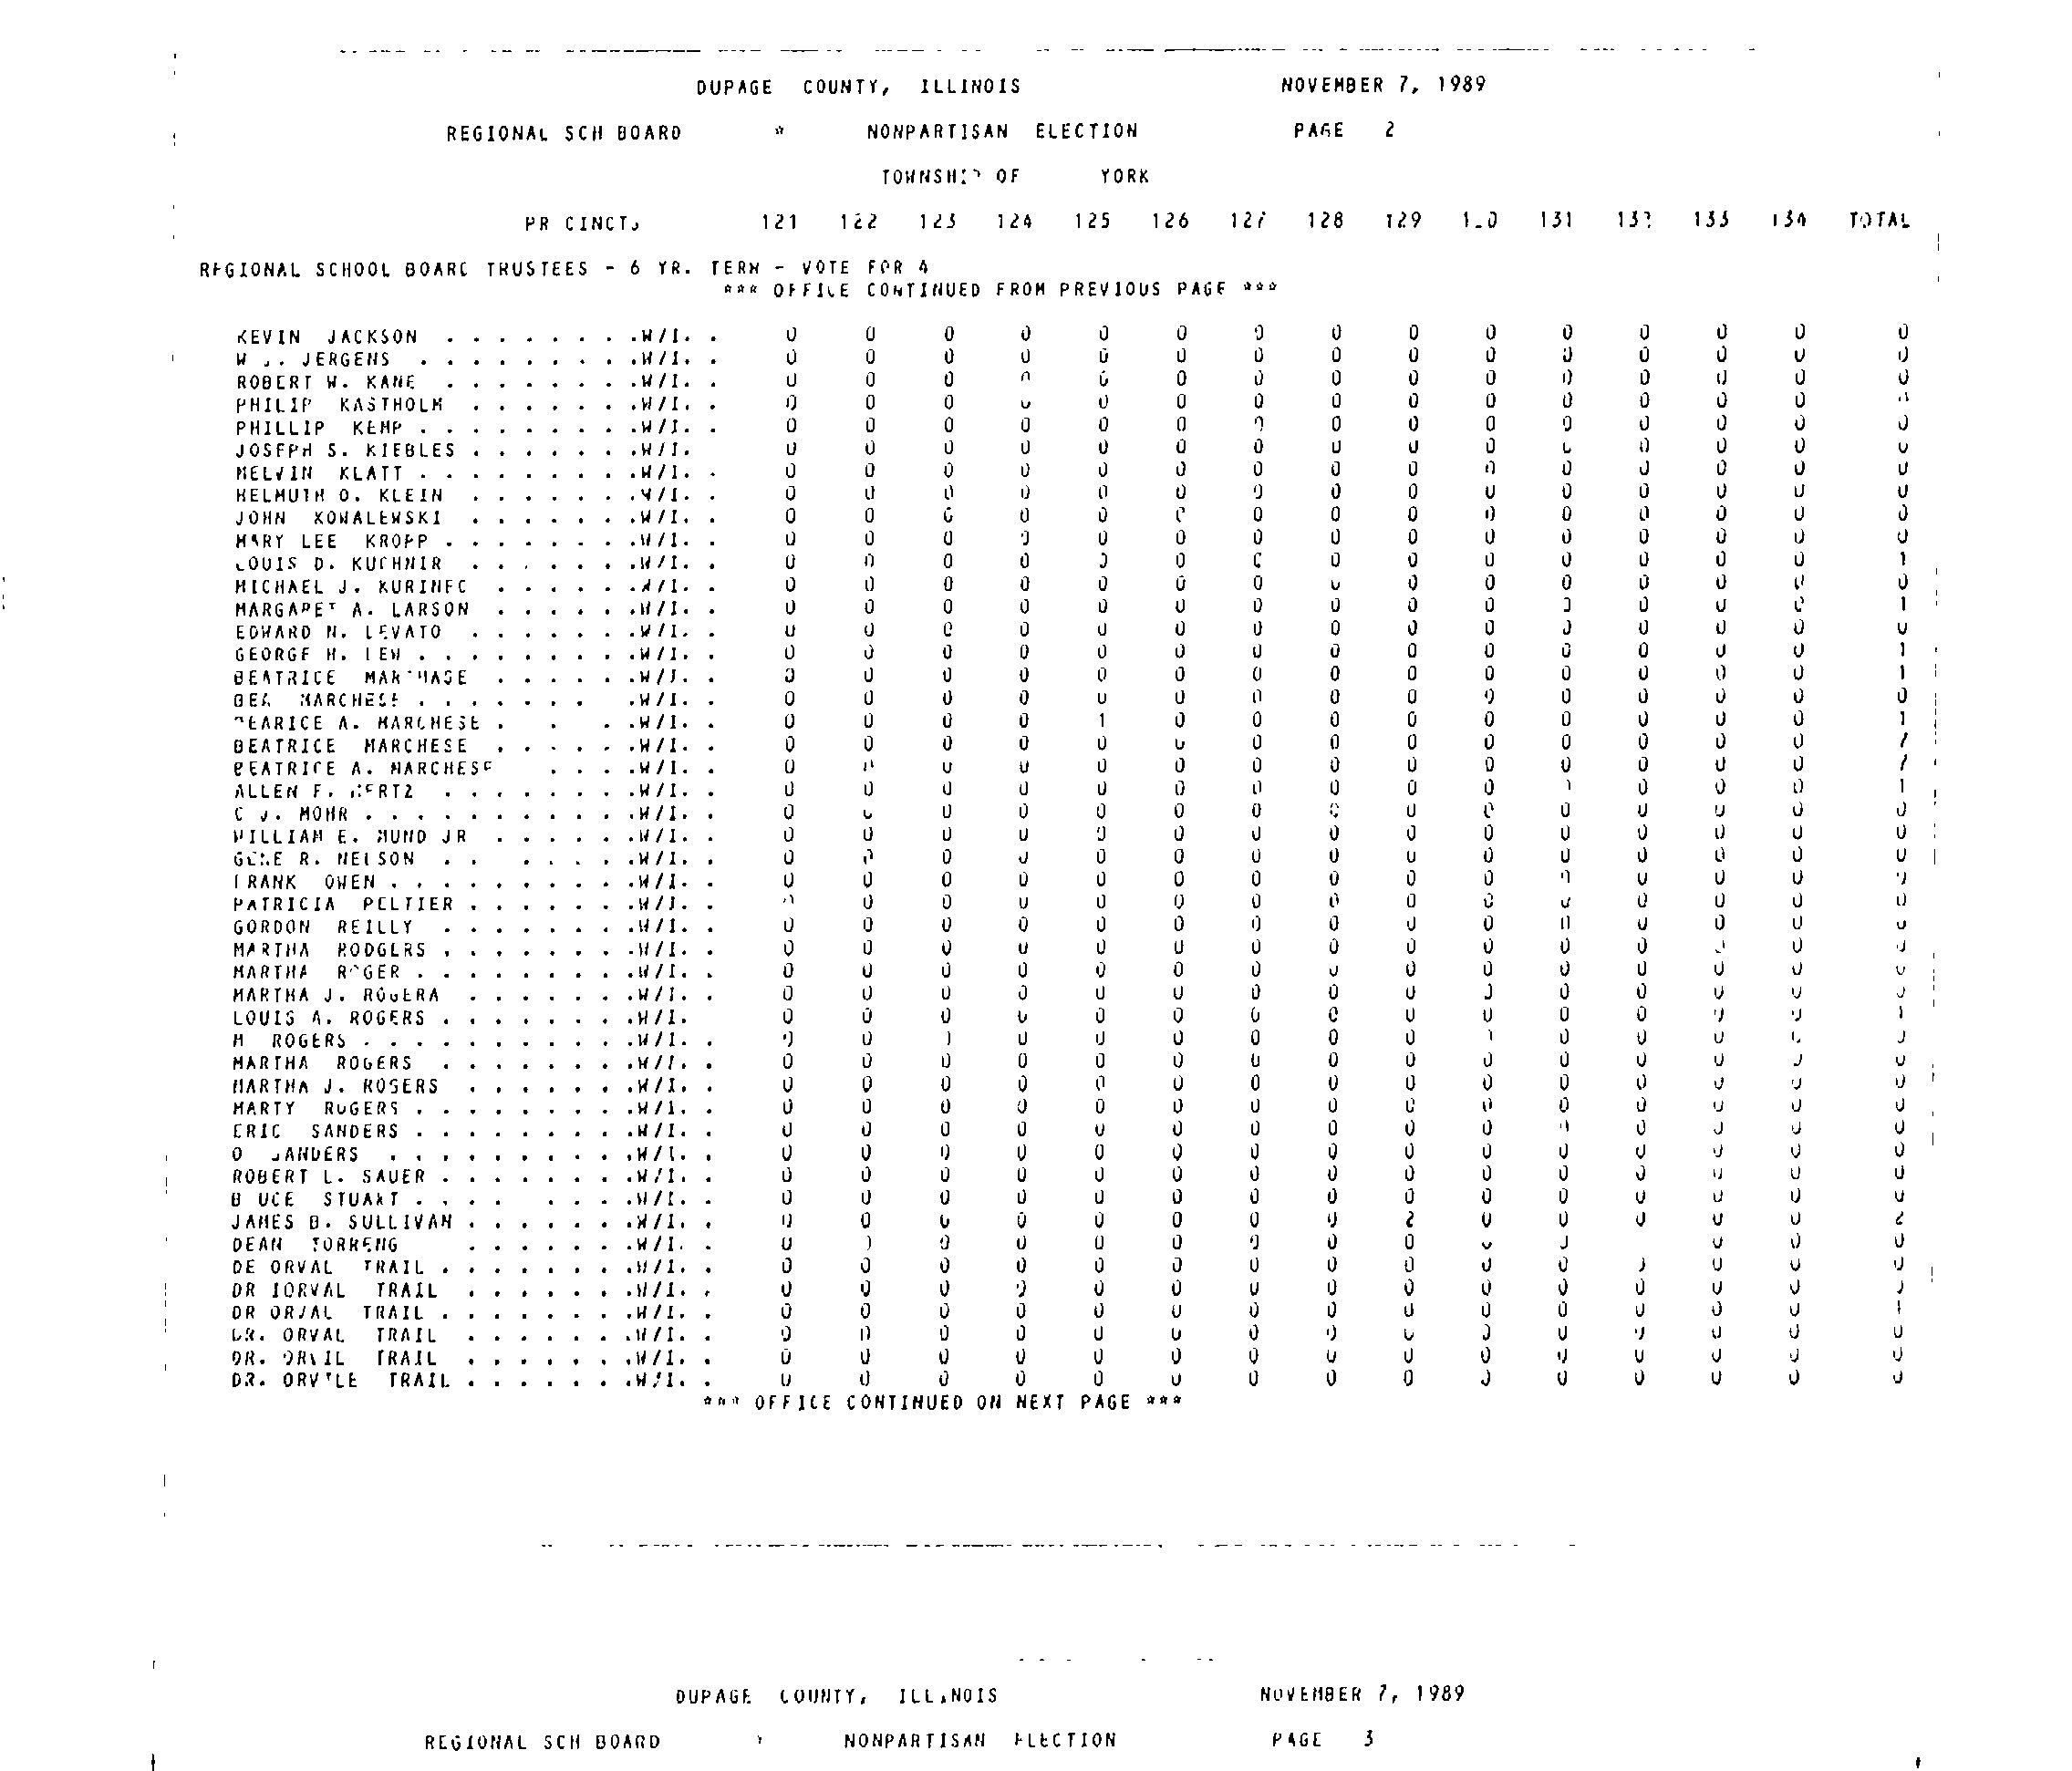 DUPAGE COUNTY, ILLINOIS NOVEMBER 7, 1989
REGIONAL SCH BOARD * NONPARTISAN ELECTION PAGE 2
TOWNSHIP OF YORK
121 122 123 124 125 126 127 128 129 131 133 134 TOTAL
REGIONAL SCHOOL BOARD TRUSTEES - 6 YR. TERM - VOTE FOR 4
*** OFFICE CONTINUED FROM PREVIOUS PAGE ***
KEVIN JACKSON . . . . . . . .W/I. . 0 0 0 0 0 0 0 0 0 0 0 0 0 0 0
JERGENS . . . . . . . . .W/I. . 0 0 0 0 0 0 0 0 0 0 0 0 0 0 0
ROBERT W. KANE . . . . . . . .W/I. . 0 0 0 0 0 0 0 0 0 0 0 0 0 0 0
PHILIP KASTHOLM . . . . . . .W/I. . 0 0 0 0 0 0 0 0 0 0 0 0 0
PHILLIP KEMP . . . . . . . . .W/I. . 0 0 0 0 0 0 0 0 0 0 0 0 0 0 0
JOSEPH S. KIEBLES . . . . . . .W/I. 0 0 0 0 0 0 0 0 0 0 0 0 0 0
MELVIN KLATT . . . . . . . . .W/I. . 0 0 0 0 0 0 0 0 0 0 0 0 0 0 0
HELMUTH O. KLEIN . . . . . . .W/I. . 0 0 0 0 0 0 0 0 0 0 0 0 0 0 0
JOHN KOWALEWSKI . . . . . . .W/I. . 0 0 0 0 0 0 0 0 0 0 0 0 0 0 0
MARY LEE KROPP . . . . . . . .W/I. . 0 0 0 0 0 0 0 0 0 0 0 0 0 0 0
LOUIS D. KUCHNIR . . . . . . .W/I. . 0 0 0 0 0 0 0 0 0 0 0 0 0 1
MICHAEL J. KURINEC . . . . . .W/I. . 0 0 0 0 0 0 0 0 0 0 0 0 0 0
MARGARET A. LARSON . . . . . .W/I. . 0 0 0 0 0 0 0 0 0 0 0 0 0 1
EDWARD N. LEVATO . . . . . . .W/I. . 0 0 0 0 0 0 0 0 0 0 0 0 0 0 0
GEORGE H. LEW . . . . . . . . .W/I. . 0 0 0 0 0 0 0 0 0 0 0 0 0 0 1
BEATRICE . . . . . .W/I. . 0 0 0 0 0 0 0 0 0 0 0 0 0 0 1
BEA MARCHESE . . . . . . . .W/I. . 0 0 0 0 0 0 0 0 0 0 0 0 0 0 0
A. MARCHESE . . . .W/I. . 0 0 0 0 1 0 0 0 0 0 0 0 0 0 1
BEATRICE MARCHESE . . . . . .W/I. . 0 0 0 0 0 0 0 0 0 0 0 0 0 0
BEATRICE A. MARCHESE . . . .W/I. . 0 0 0 0 0 0 0 0 0 0 0 0 0
ALLEN F. . . . . . . . .W/I. . 0 0 0 0 0 0 0 0 0 0 0 0 0 1
C J. MOHR . . . . . . . . . . .W/I. . 0 0 0 0 0 0 0 0 0 0 0 0 0
WILLIAM E. MUND JR . . . . . .W/I. . 0 0 0 0 0 0 0 0 0 0 0 0 0 0 0
GENE R. NELSON . . . . . . .W/I. . 0 0 0 0 0 0 0 0 0 0 0 0 0 0
FRANK OWEN . . . . . . . . . .W/I. . 0 0 0 0 0 0 0 0 0 0 0 0 0 0
PATRICIA PELTIER . . . . . . .W/I. . 0 0 0 0 0 0 0 0 0 0 0 0 0 0
GORDON REILLY . . . . . . . .W/I. . 0 0 0 0 0 0 0 0 0 0 0 0 0 0 0
MARTHA RODGERS . . . . . . . .W/I. . 0 0 0 0 0 0 0 0 0 0 0 0 0 0
MARTHA ROGER . . . . . . . . .W/I. . 0 0 0 0 0 0 0 0 0 0 0 0 0 0 0
MARTHA J. ROGERA . . . . . . .W/I. . 0 0 0 0 0 0 0 0 0 0 0 0 0 0 0
LOUIS A. ROGERS . . . . . . . .W/I. 0 0 0 0 0 0 0 0 0 0 0 0 0 0 1
M ROGERS . . . . . . . . . . .W/I. . 0 0 0 0 0 0 0 0 0 0 0
MARTHA ROGERS . . . . . . . .W/I. . 0 0 0 0 0 0 0 0 0 0 0 0 0 0 0
MARTHA J. ROGERS . . . . . . .W/I. . 0 0 0 0 0 0 0 0 0 0 0 0 0 0 0
MARTY ROGERS . . . . . . . . .W/I. . 0 0 0 0 0 0 0 0 0 0 0 0 0 0 0
ERIC SANDERS . . . . . . . . .W/I. . 0 0 0 0 0 0 0 0 0 0 0 0 0 0
O SANDERS . . . . . . . . . .W/I. . 0 0 0 0 0 0 0 0 0 0 0 0 0 0 0
ROBERT L. SAUER . . . . . . . .W/I. . 0 0 0 0 0 0 0 0 0 0 0 0 0 0 0
STUART . . . . . . . . .W/I. . 0 0 0 0 0 0 0 0 0 0 0 0 0 0 0
JAMES B. SULLIVAN . . . . . . .W/I. . 0 0 0 0 0 0 0 0 2 0 0 0 0 0 2
DEAN . . . . . . .W/I. . 0 0 0 0 0 0 0 0 0 0 0 0
DE ORVAL TRAIL . . . . . . . .W/I. . 0 0 0 0 0 0 0 0 0 0 0 0 0 0
DR IORVAL TRAIL . . . . . . .W/I. . 0 0 0 0 0 0 0 0 0 0 0 0 0 0 0
DR ORVAL TRAIL . . . . . . . .W/I. . 0 0 0 0 0 0 0 0 0 0 0 0 0 0 1
DR. ORVAL TRAIL . . . . . . .W/I. . 0 0 0 0 0 0 0 0 0 0 0 0 0 0 0
DR. TRAIL . . . . . . .W/I. . 0 0 0 0 0 0 0 0 0 0 0 0 0 0 0
DR. TRAIL . . . . . . .W/I. . 0 0 0 0 0 0 0 0 0 0 0 0 0 0 0
*** OFFICE CONTINUED ON NEXT PAGE ***
DUPAGE COUNTY, ILLINOIS NOVEMBER 7, 1989
REGIONAL SCH BOARD NONPARTISAN ELECTION PAGE 3